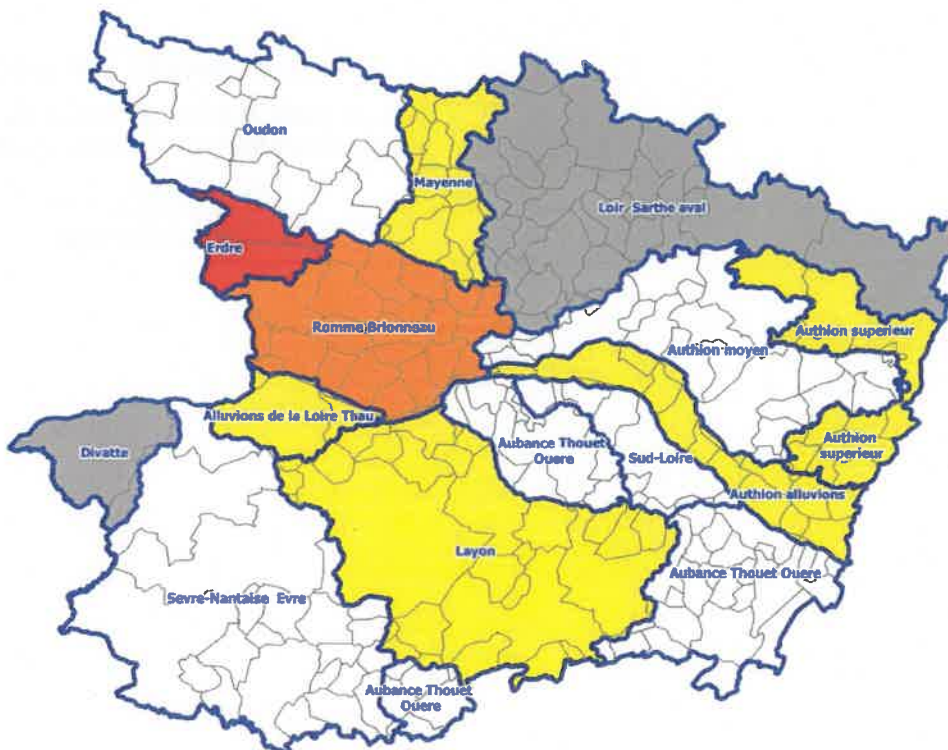 Oudon
Mayenne
Loir Sarthe aval
Erdre
Romme Brionneau
Authion superieur
Authion moyen
Alluvions de la Loire Thau
Divatte
Aubance Thouet
Ouere
Sud-Loire
Authion
superieur
Authion alluvions
Layon
Aubance Thouet Ouere
Sevre-Nantaise Evre
Aubance Thouet
Ouere